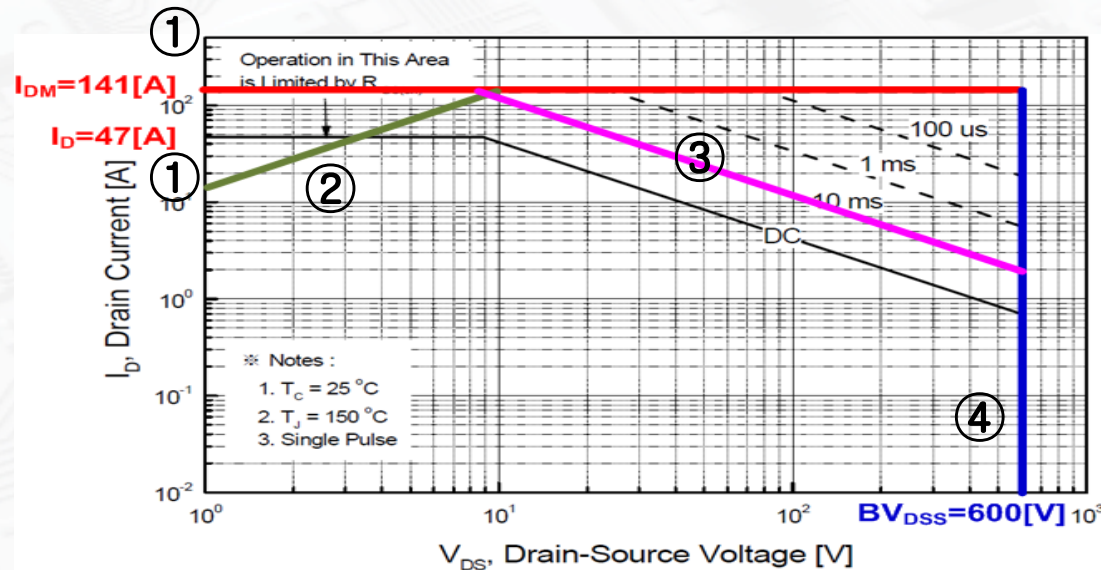 ①
Operation in This Area
is Limited by R
I_DM=141[A]
10²
I_D=47[A]
100 us
③
1 ms
①
②
10¹
10 ms
DC
I_D, Drain Current [A]
10⁰
※ Notes :
1. T_C = 25 °C
2. T_J = 150 °C
3. Single Pulse
10⁻¹
④
10⁻²
10⁰
10¹
10²
BV_DSS=600[V]
10³
V_DS, Drain-Source Voltage [V]